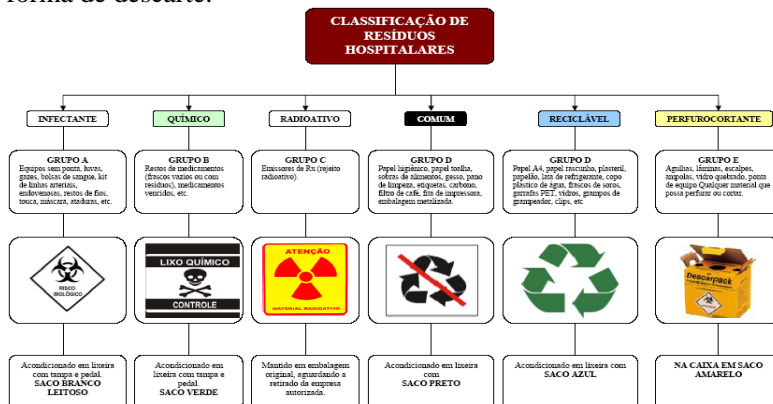 forma de descarte.
CLASSIFICAÇÃO DE
RESÍDUOS
HOSPITALARES
INFECTANTE
QUÍMICO
RADIOATIVO
COMUM
RECICLÁVEL
PERFUROCORTANTE
GRUPO A
Equipos sem ponta, luvas,
gazes, bolsas de sangue, kit
de linhas arteriais,
endovenosas, restos de fios,
touca, máscara, ataduras, etc.
GRUPO B
Restos de medicamentos
(frascos vazios ou com
resíduos), medicamentos
vencidos, etc.
GRUPO C
Emissores de Rx (rejeito
radioativo).
GRUPO D
Papel higiênico, papel toalha,
sobras de alimentos, gesso, pano
de limpeza, etiquetas, carbono,
filtro de café, fita de impressora,
embalagem metalizada.
GRUPO D
Papel A4, papel rascunho, plasteril,
papelão, lata de refrigerante, copo
plástico de água, frascos de soros,
garrafas PET, vidros, grampos de
grampeador, clips, etc
GRUPO E
Agulhas, lâminas, escalpes,
ampolas, vidro quebrado, ponta
de equipo.Qualquer material que
possa perfurar ou cortar.
RISCO
BIOLÓGICO
LIXO QUÍMICO
CONTROLE
ATENÇÃO
MATERIAL RADIOATIVO
Descarpack
Acondicionado em lixeira
com tampa e pedal.
SACO BRANCO
LEITOSO
Acondicionado em
lixeira com tampa e
pedal.
SACO VERDE
Mantido em embalagem
original, aguardando a
retirada da empresa
autorizada.
Acondicionado em lixeira
com
SACO PRETO
Acondicionado em lixeira com
SACO AZUL
NA CAIXA EM SACO
AMARELO